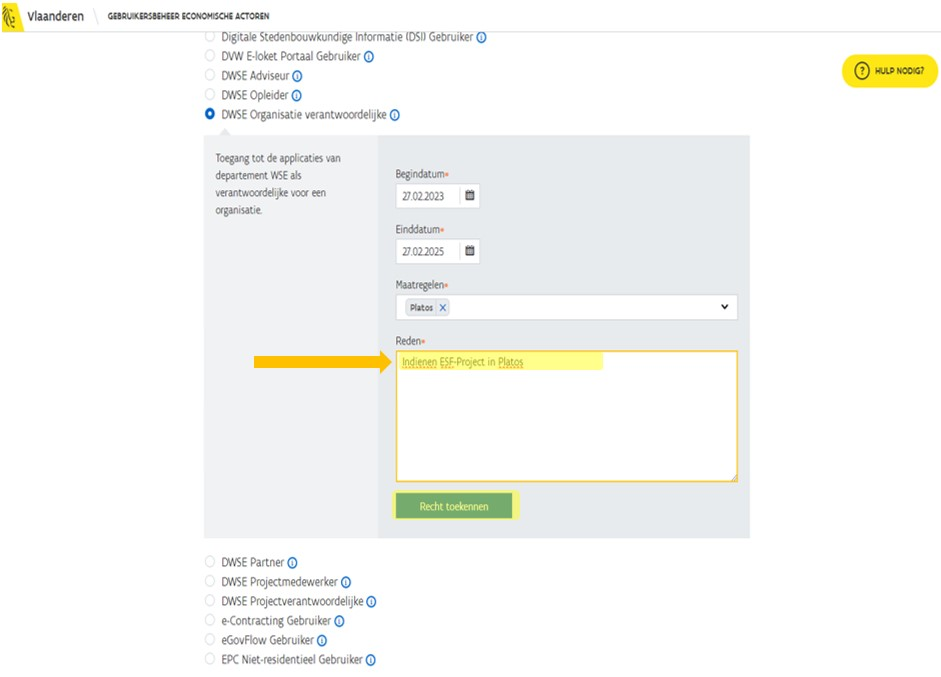 Vlaanderen
GEBRUIKERSBEHEER ECONOMISCHE ACTOREN
Digitale Stedenbouwkundige Informatie (DSI) Gebruiker
DVW E-loket Portaal Gebruiker
HULP NODIG?
DWSE Adviseur
DWSE Opleider
DWSE Organisatie verantwoordelijke
Toegang tot de applicaties van
departement WSE als
verantwoordelijke voor een
organisatie.
Begindatum*
27.02.2023
Einddatum*
27.02.2025
Maatregelen*
Platos X
Reden*
Indienen ESF-Project in Platos
Recht toekennen
DWSE Partner
DWSE Projectmedewerker
DWSE Projectverantwoordelijke
e-Contracting Gebruiker
eGovFlow Gebruiker
EPC Niet-residentieel Gebruiker